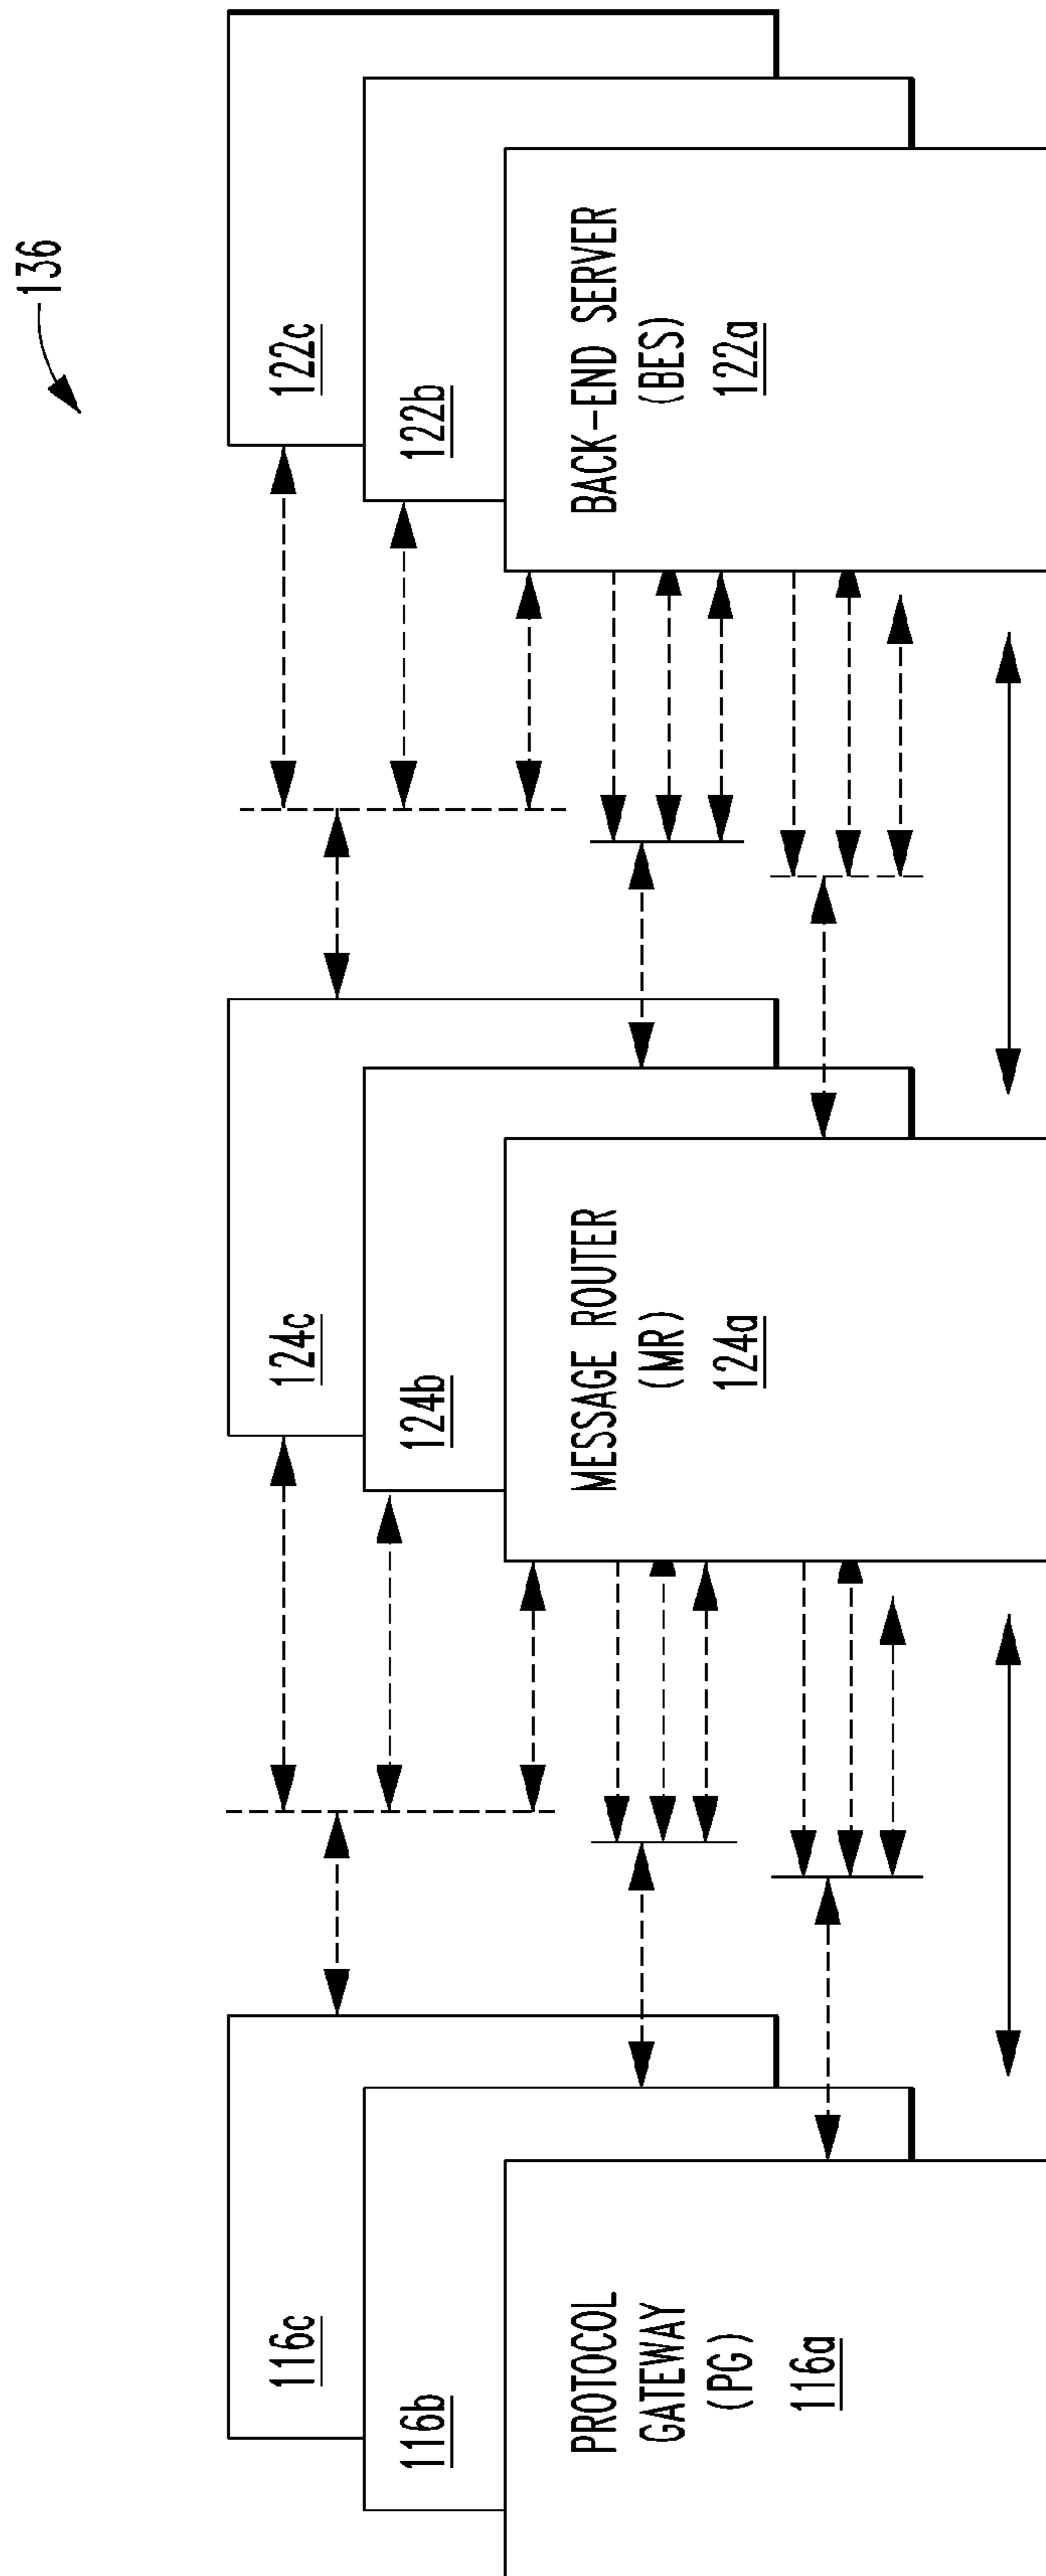 136
116c
116b
PROTOCOL
GATEWAY
(PG)
116a
124c
124b
MESSAGE ROUTER
(MR)
124a
122c
122b
BACK-END SERVER
(BES)
122a